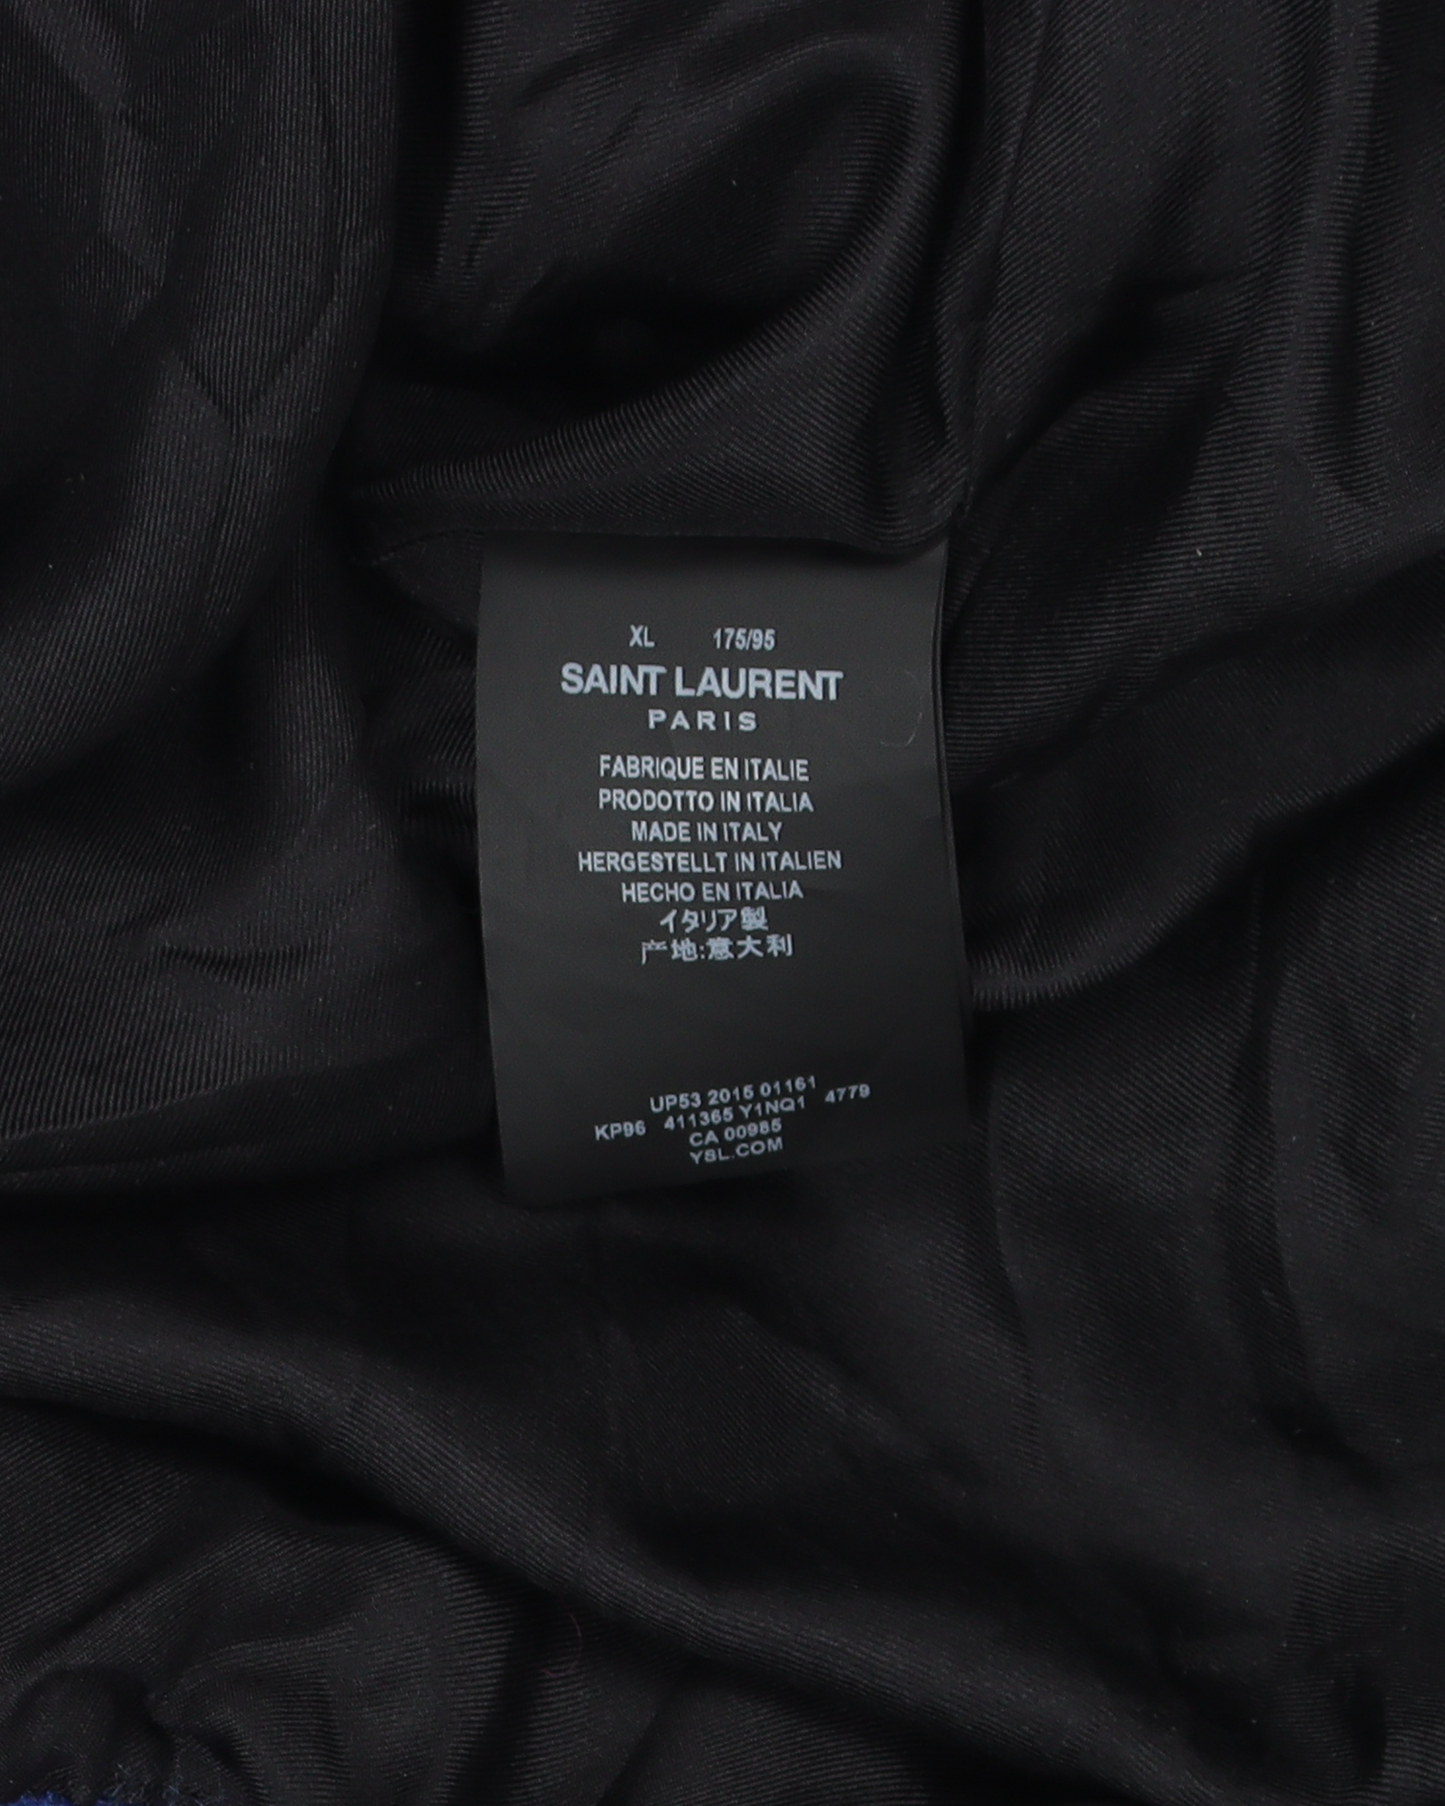 XL 175/95
SAINT LAURENT
PARIS
FABRIQUE EN ITALIE
PRODOTTO IN ITALIA
MADE IN ITALY
HERGESTELLT IN ITALIEN
HECHO EN ITALIA
イタリア製
产地:意大利
UP53 2015 01161
KP96 411365 Y1NQ1 4779
CA 00985
YSL.COM